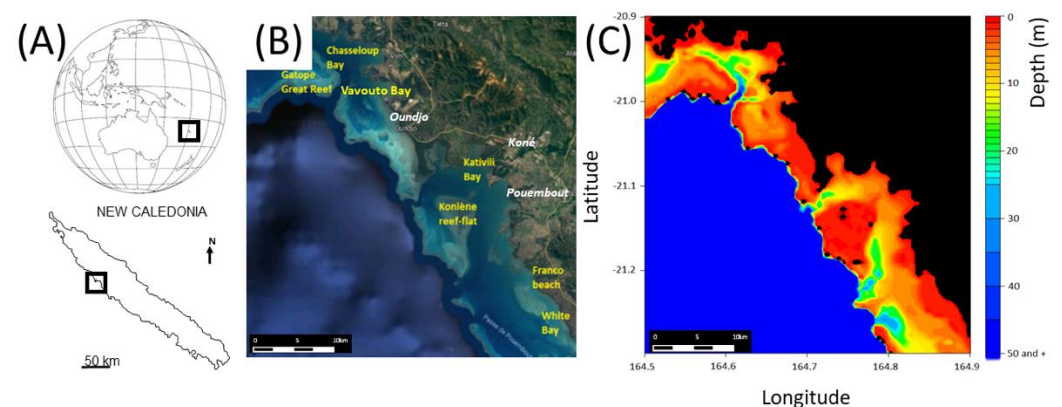 (A)
NEW CALEDONIA
N
50 km
(B)
Chasseloup
Bay
Gatope
Great Reef
Vavouto Bay
Oundjo
Oundjo
Koné
Kativili
Bay
Pouembout
Koniène
reef-flat
Franco
beach
White
Bay
0 5 10km
(C)
-20.9
-21.0
-21.1
-21.2
Latitude
164.5 164.6 164.7 164.8 164.9
Longitude
0 5 10km
0
10
20
30
40
50 and +
Depth (m)